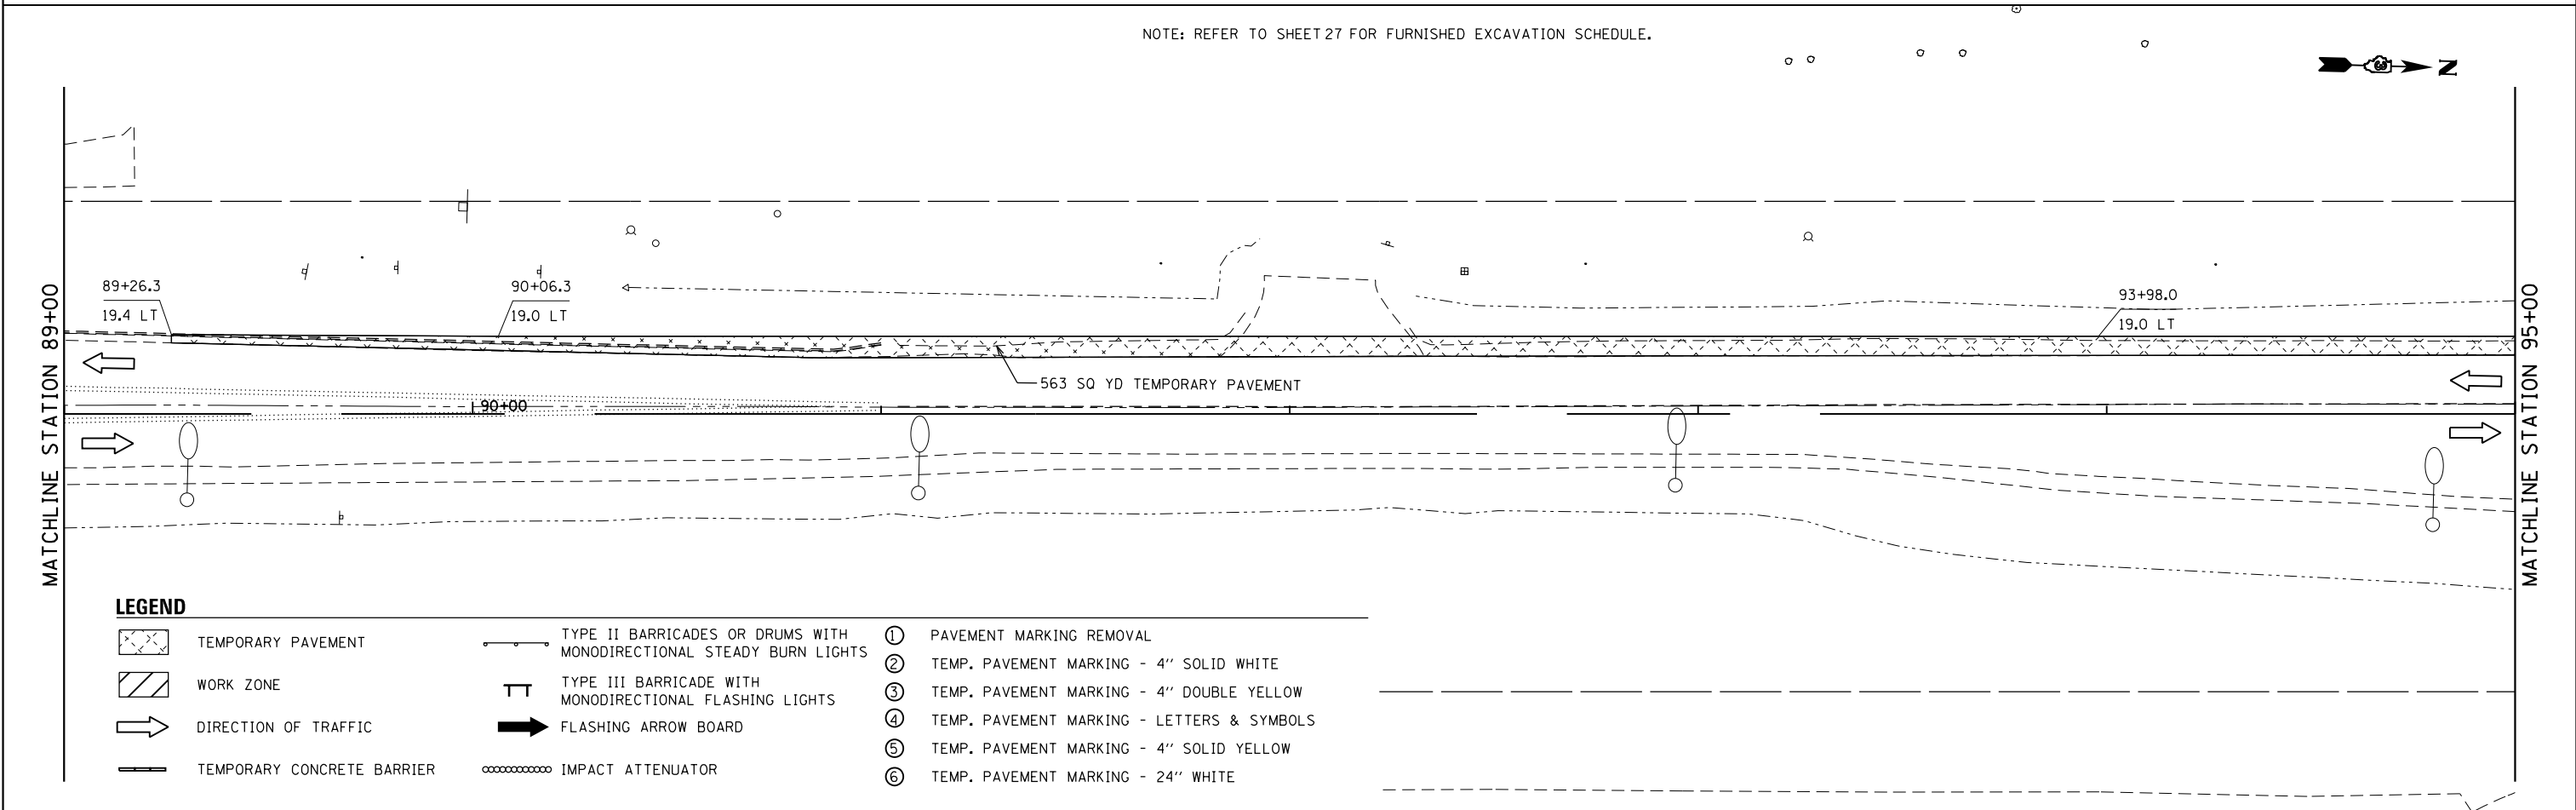 NOTE: REFER TO SHEET 27 FOR FURNISHED EXCAVATION SCHEDULE.
N
MATCHLINE STATION 89+00
89+26.3
19.4 LT
90+06.3
19.0 LT
93+98.0
19.0 LT
563 SQ YD TEMPORARY PAVEMENT
90+00
MATCHLINE STATION 95+00
LEGEND
TEMPORARY PAVEMENT
WORK ZONE
DIRECTION OF TRAFFIC
TEMPORARY CONCRETE BARRIER
TYPE II BARRICADES OR DRUMS WITH
MONODIRECTIONAL STEADY BURN LIGHTS
TYPE III BARRICADE WITH
MONODIRECTIONAL FLASHING LIGHTS
FLASHING ARROW BOARD
IMPACT ATTENUATOR
1 PAVEMENT MARKING REMOVAL
2 TEMP. PAVEMENT MARKING - 4'' SOLID WHITE
3 TEMP. PAVEMENT MARKING - 4'' DOUBLE YELLOW
4 TEMP. PAVEMENT MARKING - LETTERS & SYMBOLS
5 TEMP. PAVEMENT MARKING - 4'' SOLID YELLOW
6 TEMP. PAVEMENT MARKING - 24'' WHITE